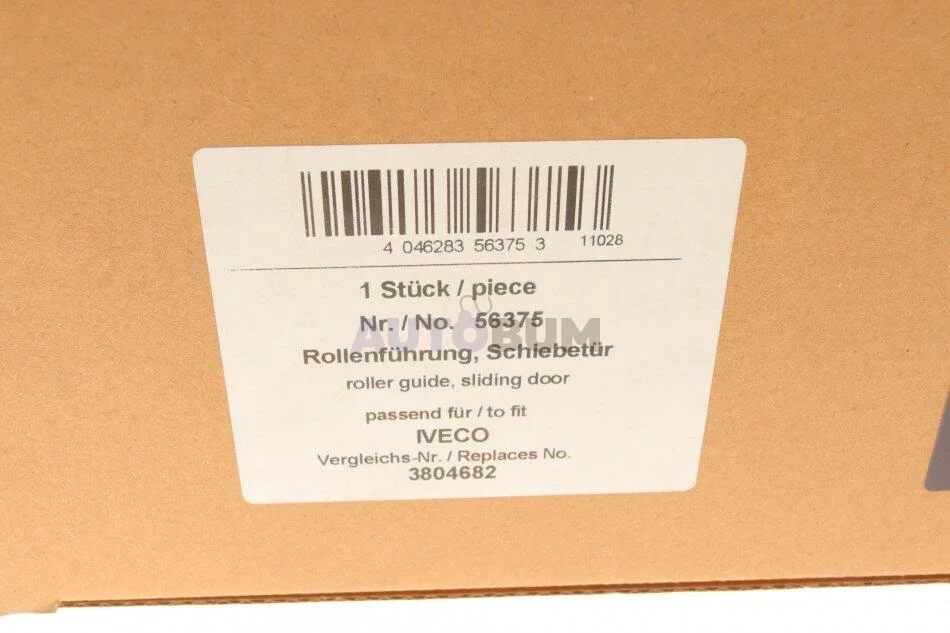 4 046283 56375 3 11028
1 Stück / piece
Nr. / No. 56375
AUTOBUM
Rollenführung, Schiebetür
roller guide, sliding door
passend für / to fit
IVECO
Vergleichs-Nr. / Replaces No.
3804682